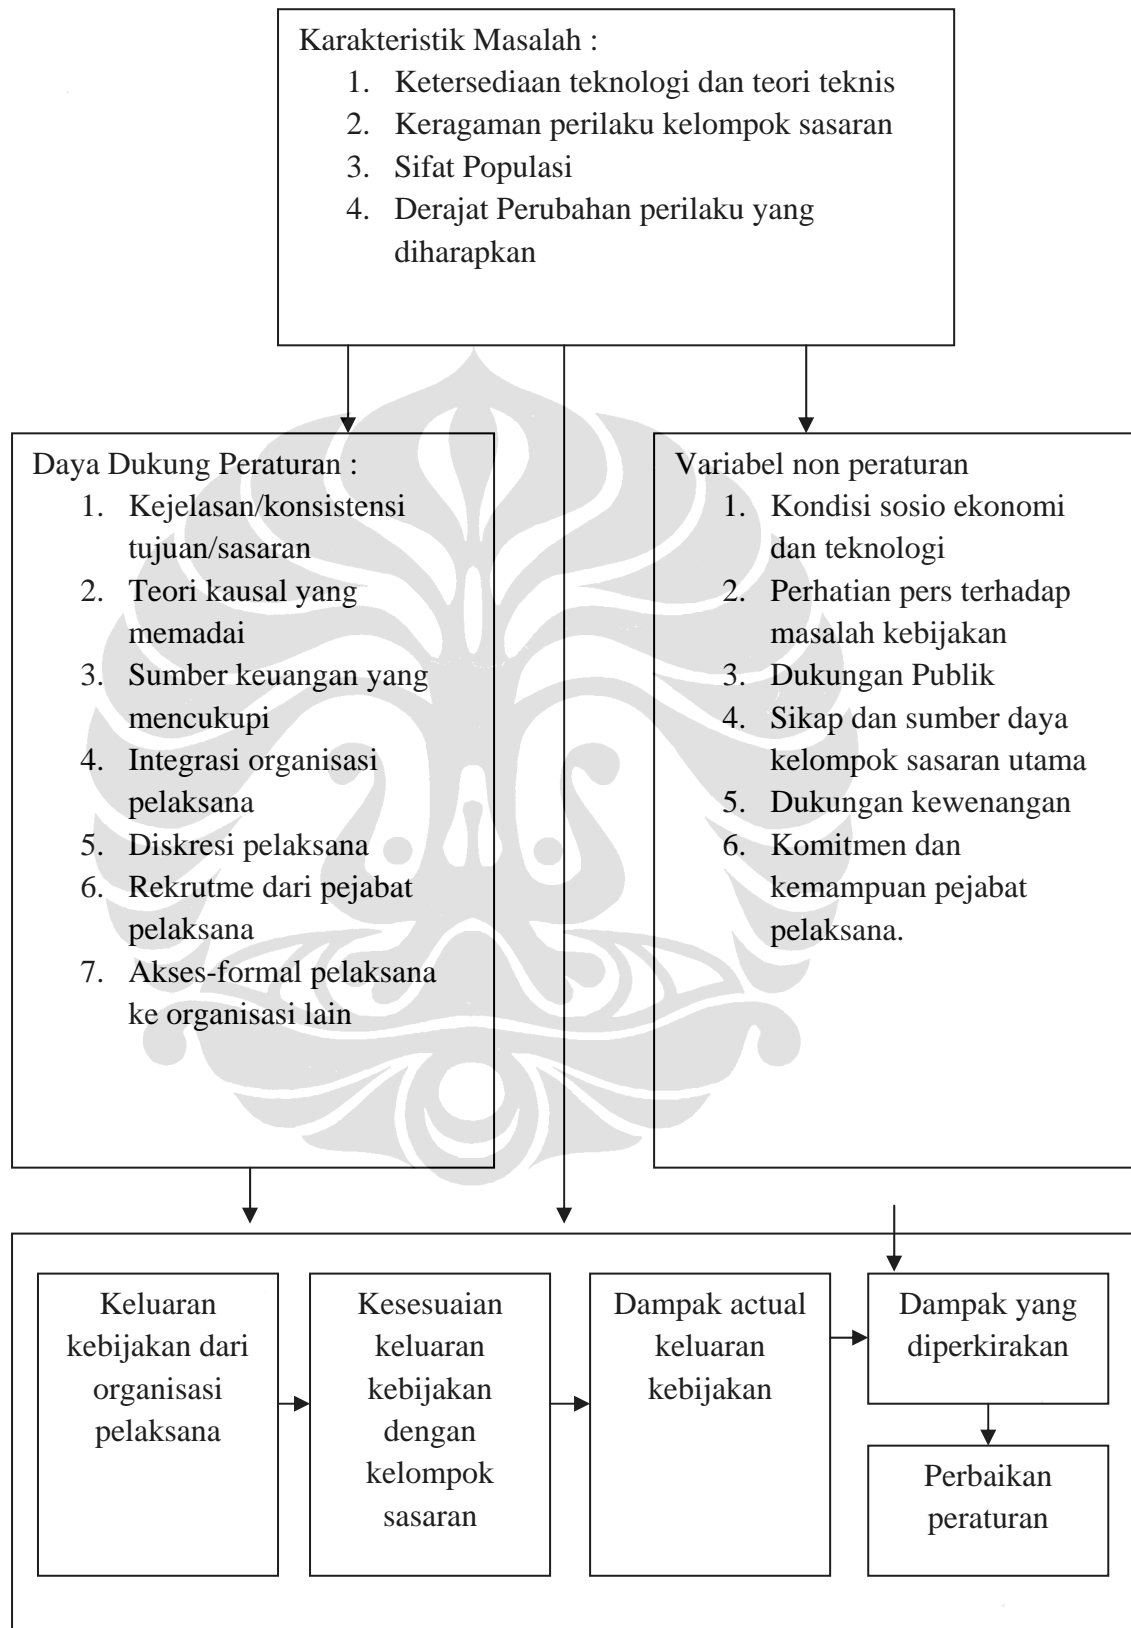 Karakteristik Masalah :
1. Ketersediaan teknologi dan teori teknis
2. Keragaman perilaku kelompok sasaran
3. Sifat Populasi
4. Derajat Perubahan perilaku yang
diharapkan
Daya Dukung Peraturan :
1. Kejelasan/konsistensi
tujuan/sasaran
2. Teori kausal yang
memadai
3. Sumber keuangan yang
mencukupi
4. Integrasi organisasi
pelaksana
5. Diskresi pelaksana
6. Rekrutme dari pejabat
pelaksana
7. Akses-formal pelaksana
ke organisasi lain
Variabel non peraturan
1. Kondisi sosio ekonomi
dan teknologi
2. Perhatian pers terhadap
masalah kebijakan
3. Dukungan Publik
4. Sikap dan sumber daya
kelompok sasaran utama
5. Dukungan kewenangan
6. Komitmen dan
kemampuan pejabat
pelaksana.
Keluaran
kebijakan dari
organisasi
pelaksana
Kesesuaian
keluaran
kebijakan
dengan
kelompok
sasaran
Dampak actual
keluaran
kebijakan
Dampak yang
diperkirakan
Perbaikan
peraturan